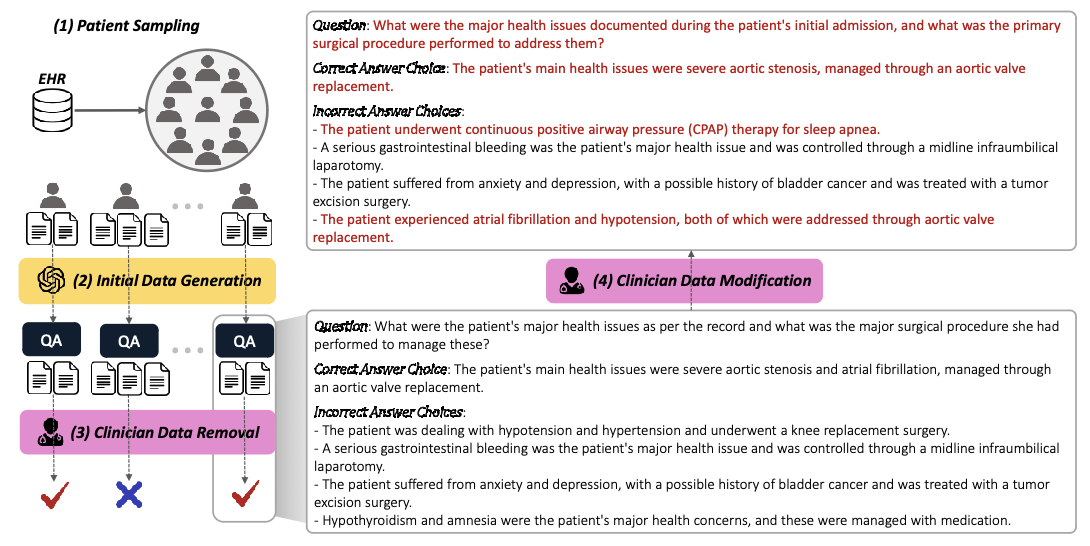 (1) Patient Sampling
EHR
(2) Initial Data Generation
QA
QA
QA
(3) Clinician Data Removal
Question: What were the major health issues documented during the patient's initial admission, and what was the primary
surgical procedure performed to address them?
Correct Answer Choice: The patient's main health issues were severe aortic stenosis, managed through an aortic valve
replacement.
Incorrect Answer Choices:
- The patient underwent continuous positive airway pressure (CPAP) therapy for sleep apnea.
- A serious gastrointestinal bleeding was the patient's major health issue and was controlled through a midline infraumbilical
laparotomy.
- The patient suffered from anxiety and depression, with a possible history of bladder cancer and was treated with a tumor
excision surgery.
- The patient experienced atrial fibrillation and hypotension, both of which were addressed through aortic valve
replacement.
(4) Clinician Data Modification
Question: What were the patient's major health issues as per the record and what was the major surgical procedure she had
performed to manage these?
Correct Answer Choice: The patient's main health issues were severe aortic stenosis and atrial fibrillation, managed through
an aortic valve replacement.
Incorrect Answer Choices:
- The patient was dealing with hypotension and hypertension and underwent a knee replacement surgery.
- A serious gastrointestinal bleeding was the patient's major health issue and was controlled through a midline infraumbilical
laparotomy.
- The patient suffered from anxiety and depression, with a possible history of bladder cancer and was treated with a tumor
excision surgery.
- Hypothyroidism and amnesia were the patient's major health concerns, and these were managed with medication.